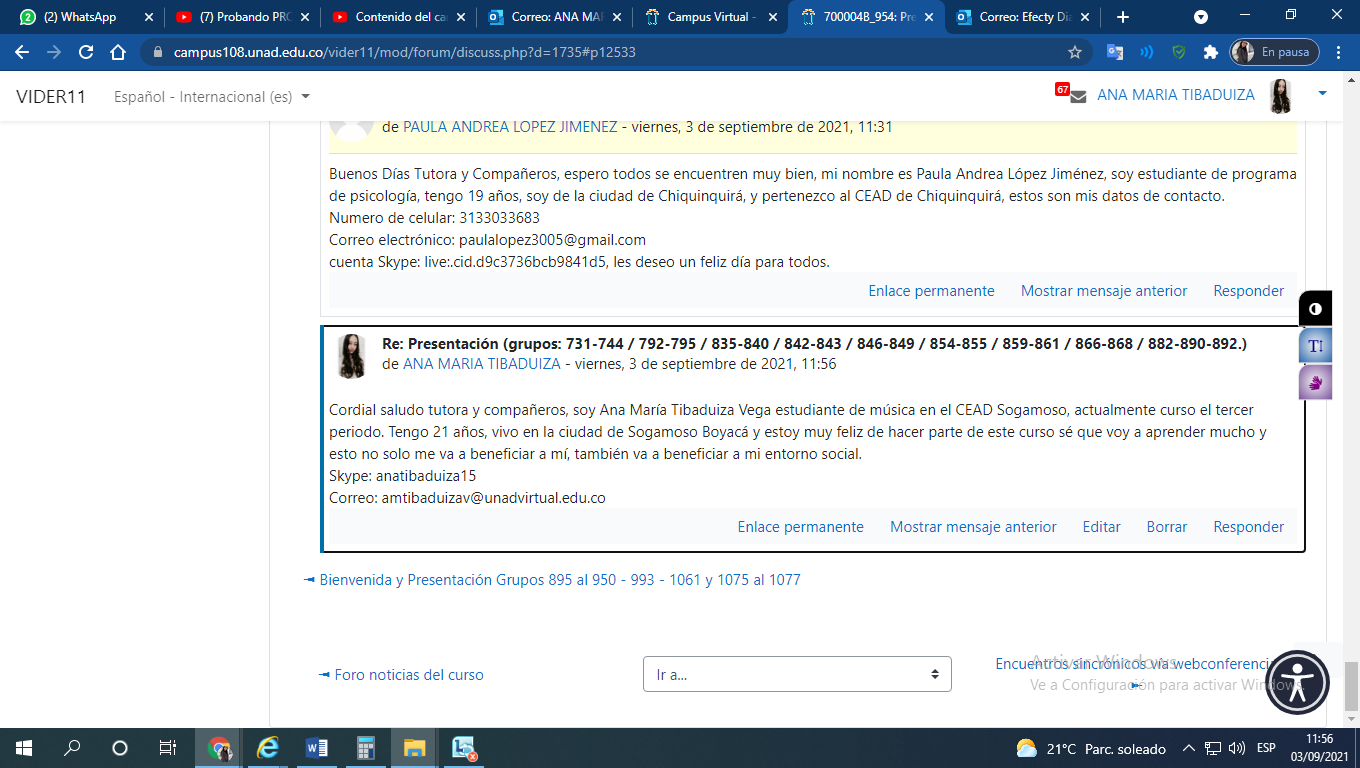 (2) WhatsApp
(7) Probando PRO
Contenido del ca
Correo: ANA MAR
Campus Virtual -
700004B_954: Pre
Correo: Efecty Dia
campus108.unad.edu.co/vider11/mod/forum/discuss.php?d=1735#p12533
En pausa
VIDER11
Español - Internacional (es)
67
ANA MARIA TIBADUIZA
de PAULA ANDREA LOPEZ JIMENEZ - viernes, 3 de septiembre de 2021, 11:31
Buenos Días Tutora y Compañeros, espero todos se encuentren muy bien, mi nombre es Paula Andrea López Jiménez, soy estudiante de programa
de psicología, tengo 19 años, soy de la ciudad de Chiquinquirá, y pertenezco al CEAD de Chiquinquirá, estos son mis datos de contacto.
Numero de celular: 3133033683
Correo electrónico: paulalopez3005@gmail.com
cuenta Skype: live:.cid.d9c3736bcb9841d5, les deseo un feliz día para todos.
Enlace permanente Mostrar mensaje anterior Responder
Re: Presentación (grupos: 731-744 / 792-795 / 835-840 / 842-843 / 846-849 / 854-855 / 859-861 / 866-868 / 882-890-892.)
de ANA MARIA TIBADUIZA - viernes, 3 de septiembre de 2021, 11:56
Cordial saludo tutora y compañeros, soy Ana María Tibaduiza Vega estudiante de música en el CEAD Sogamoso, actualmente curso el tercer
periodo. Tengo 21 años, vivo en la ciudad de Sogamoso Boyacá y estoy muy feliz de hacer parte de este curso sé que voy a aprender mucho y
esto no solo me va a beneficiar a mí, también va a beneficiar a mi entorno social.
Skype: anatibaduiza15
Correo: amtibaduizav@unadvirtual.edu.co
Enlace permanente Mostrar mensaje anterior Editar Borrar Responder
◄ Bienvenida y Presentación Grupos 895 al 950 - 993 - 1061 y 1075 al 1077
◄ Foro noticias del curso
Ir a...
Encuentros sincrónicos vía webconferencia
►
Activar Windows
Ve a Configuración para activar Windows.
21°C Parc. soleado
ESP
11:56
03/09/2021